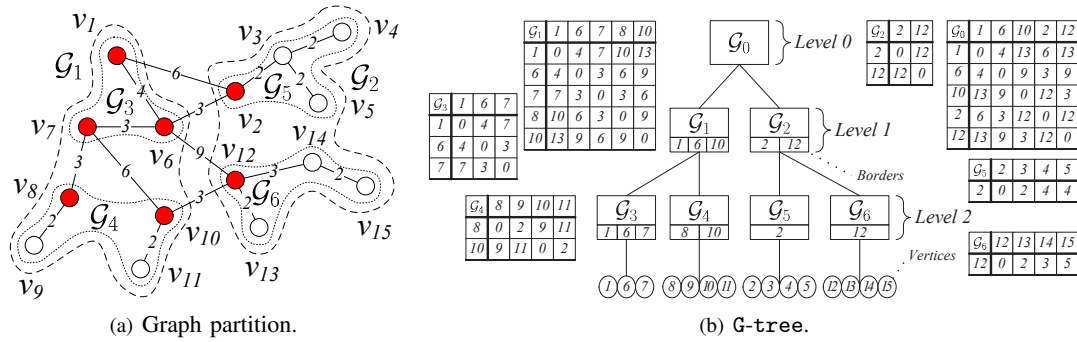 v1
v3
v4
G1
G2
G3
G5
v2
v5
v7
v6
v12
v14
v8
G4
G6
v10
v15
v9
v11
v13
6
4
2
2
2
3
3
9
3
6
3
3
2
2
2
2
(a) Graph partition.
G3 1 6 7
1 0 4 7
6 4 0 3
7 7 3 0
G1 1 6 7 8 10
1 0 4 7 10 13
6 4 0 3 6 9
7 7 3 0 3 6
8 10 6 3 0 9
10 13 9 6 9 0
G4 8 9 10 11
8 0 2 9 11
10 9 11 0 2
G0 Level 0
G1 G2 Level 1
1 6 10 2 12
Borders
G3 G4 G5 G6 Level 2
1 6 7 8 10 2 12
Vertices
1 6 7 8 9 10 11 2 3 4 5 12 13 14 15
G2 2 12
2 0 12
12 12 0
G0 1 6 10 2 12
1 0 4 13 6 13
6 4 0 9 3 9
10 13 9 0 12 3
2 6 3 12 0 12
12 13 9 3 12 0
G5 2 3 4 5
2 0 2 4 4
G6 12 13 14 15
12 0 2 3 5
(b) G-tree.